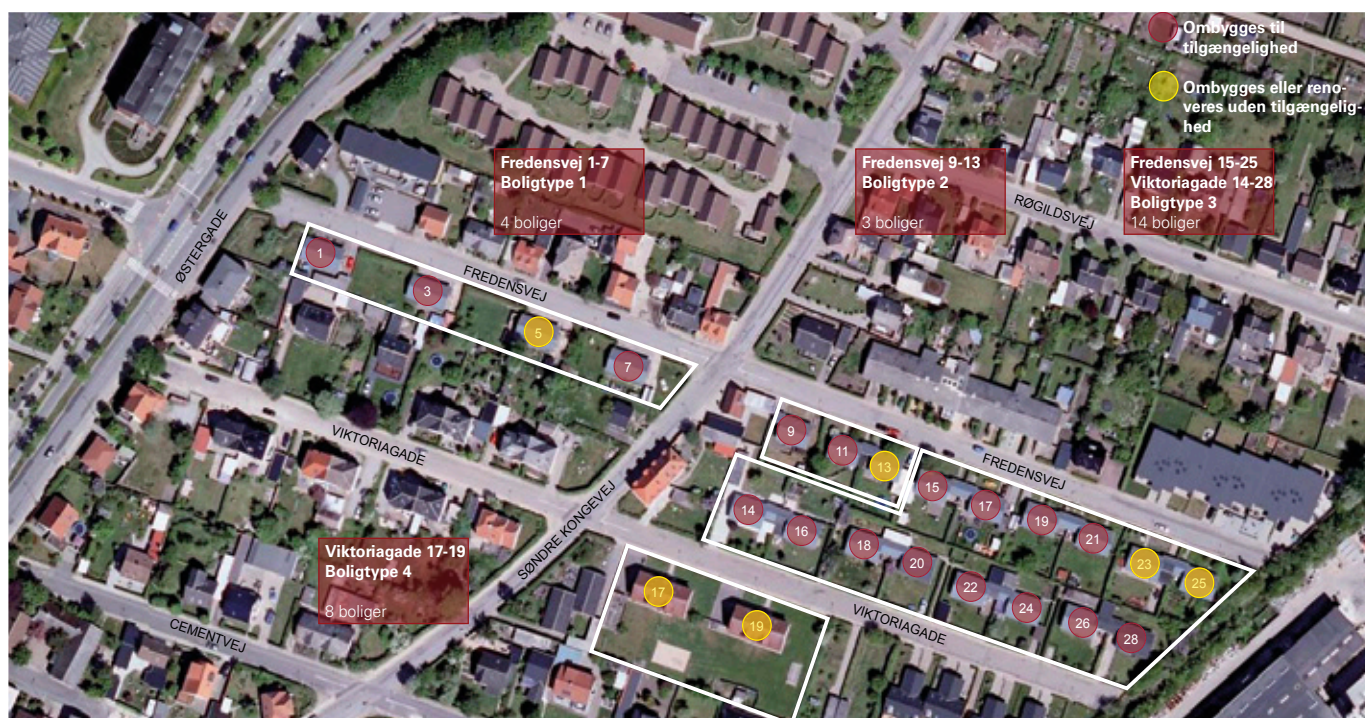 Ombygges til
tilgængelighed
Ombygges eller reno-
veres uden tilgængelig-
hed
Fredensvej 1-7
Boligtype 1
4 boliger
Fredensvej 9-13
Boligtype 2
3 boliger
Fredensvej 15-25
Viktoriagade 14-28
Boligtype 3
14 boliger
RØGILDSVEJ
ØSTERGADE
FREDENSVEJ
1
3
5
7
VIKTORIAGADE
SØNDRE KONGEVEJ
9
11
13
FREDENSVEJ
15
17
19
21
23
25
14
16
18
20
22
24
26
28
VIKTORIAGADE
Viktoriagade 17-19
Boligtype 4
8 boliger
17
19
CEMENTVEJ